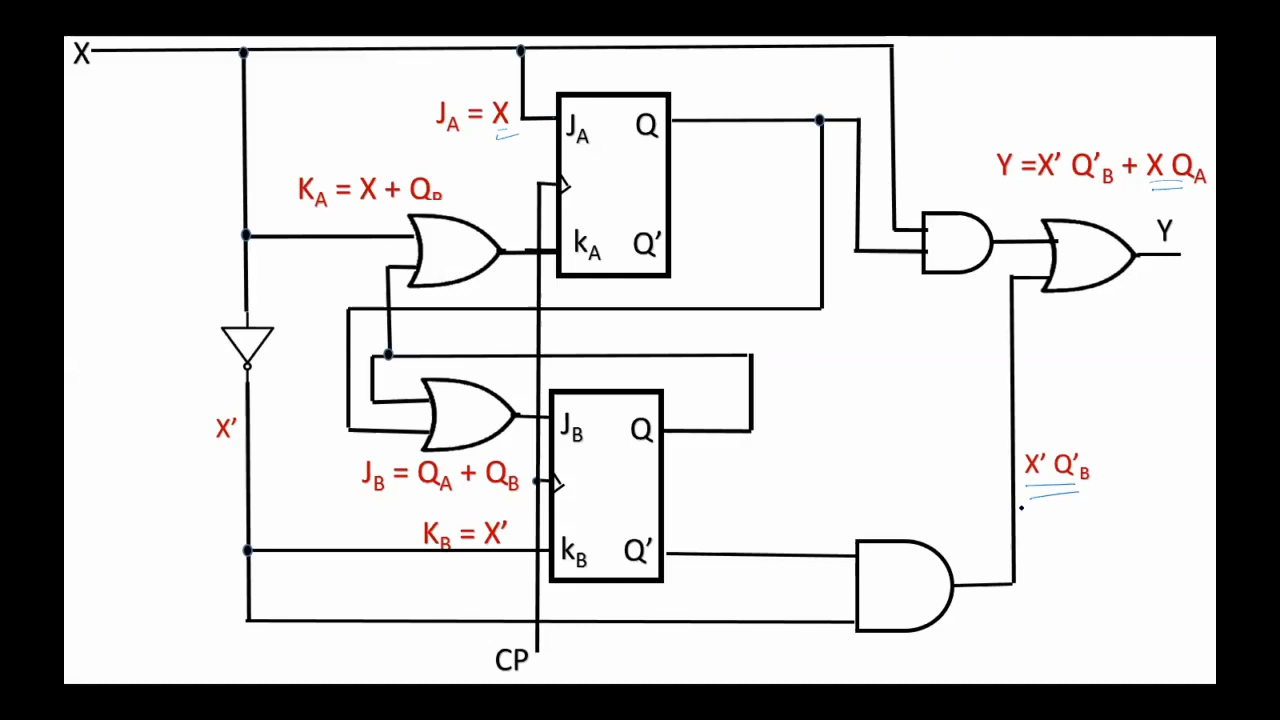 X
J_A = X
J_A Q
Y =X’ Q’_B + X Q_A
K_A = X + Q_B
Y
k_A Q’
X’
J_B Q
X’ Q’_B
J_B = Q_A + Q_B
K_B = X’
k_B Q’
CP